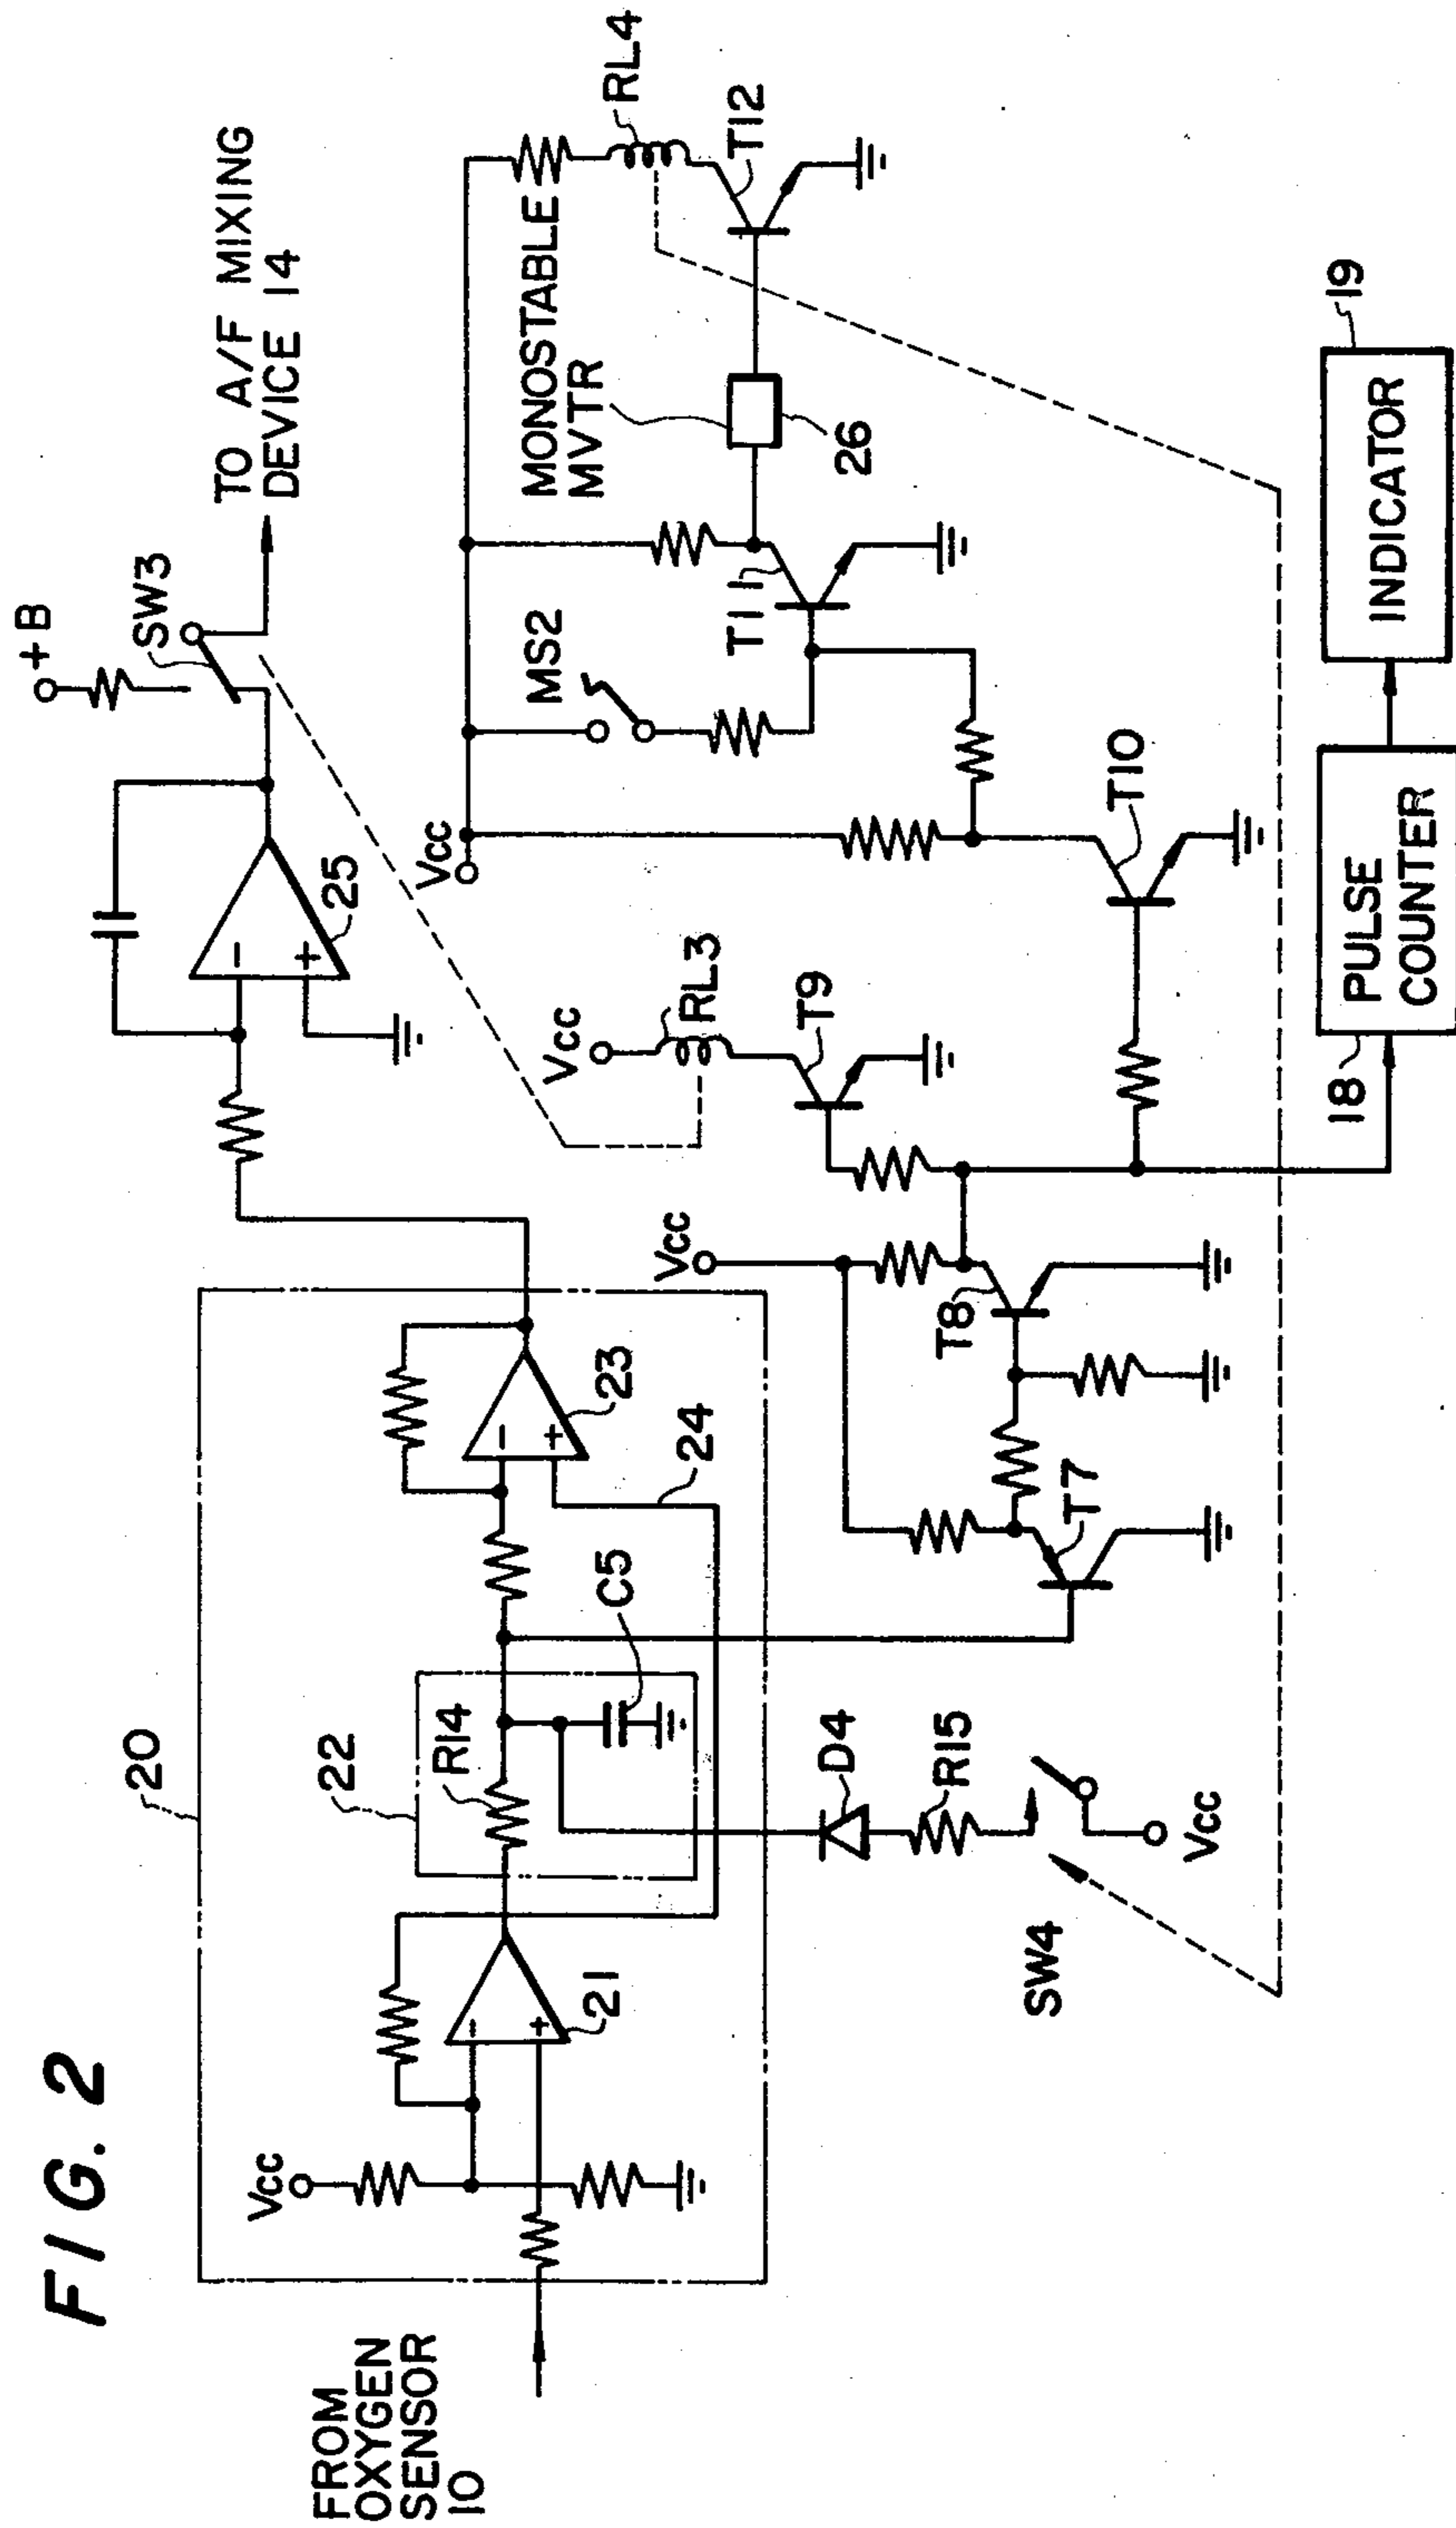 FIG. 2
FROM
OXYGEN
SENSOR
10
20
Vcc
21
22
R14
C5
23
24
25
+B
SW3
TO A/F MIXING
DEVICE 14
SW4
Vcc
R15
D4
T7
T8
Vcc
Vcc
RL3
T9
Vcc
T10
MS2
T11
MONOSTABLE
MVTR
26
RL4
T12
18
PULSE
COUNTER
19
INDICATOR